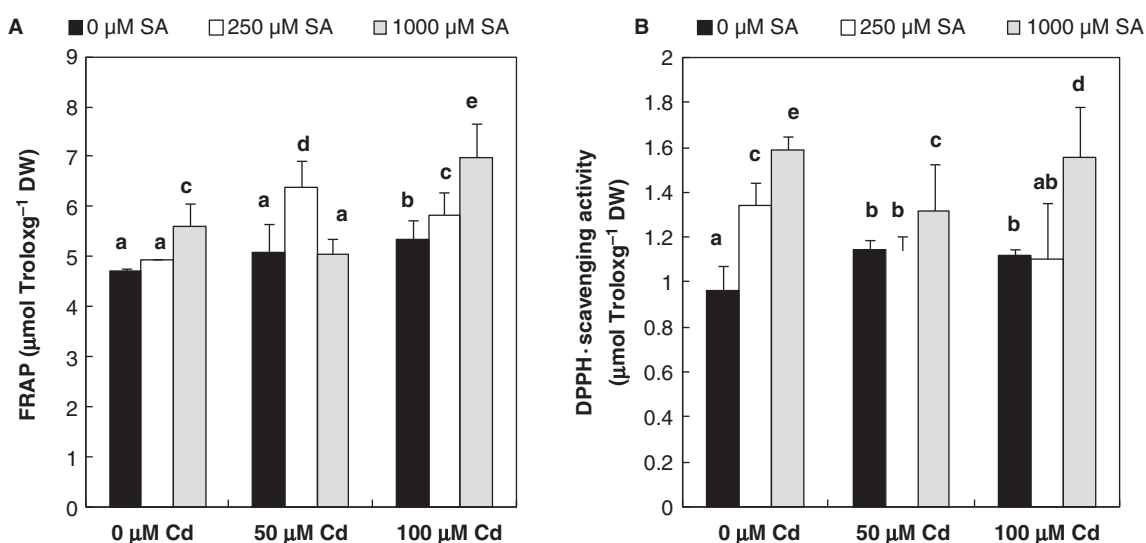 A
0 µM SA 250 µM SA 1000 µM SA
FRAP (µmol Troloxg⁻¹ DW)
9
8
7
6
5
4
3
2
1
0
a a c
a d a
b c e
0 µM Cd 50 µM Cd 100 µM Cd
B
0 µM SA 250 µM SA 1000 µM SA
DPPH·scavenging activity
(µmol Troloxg⁻¹ DW)
2
1.8
1.6
1.4
1.2
1
0.8
0.6
0.4
0.2
0
a c e
b b c
b ab d
0 µM Cd 50 µM Cd 100 µM Cd